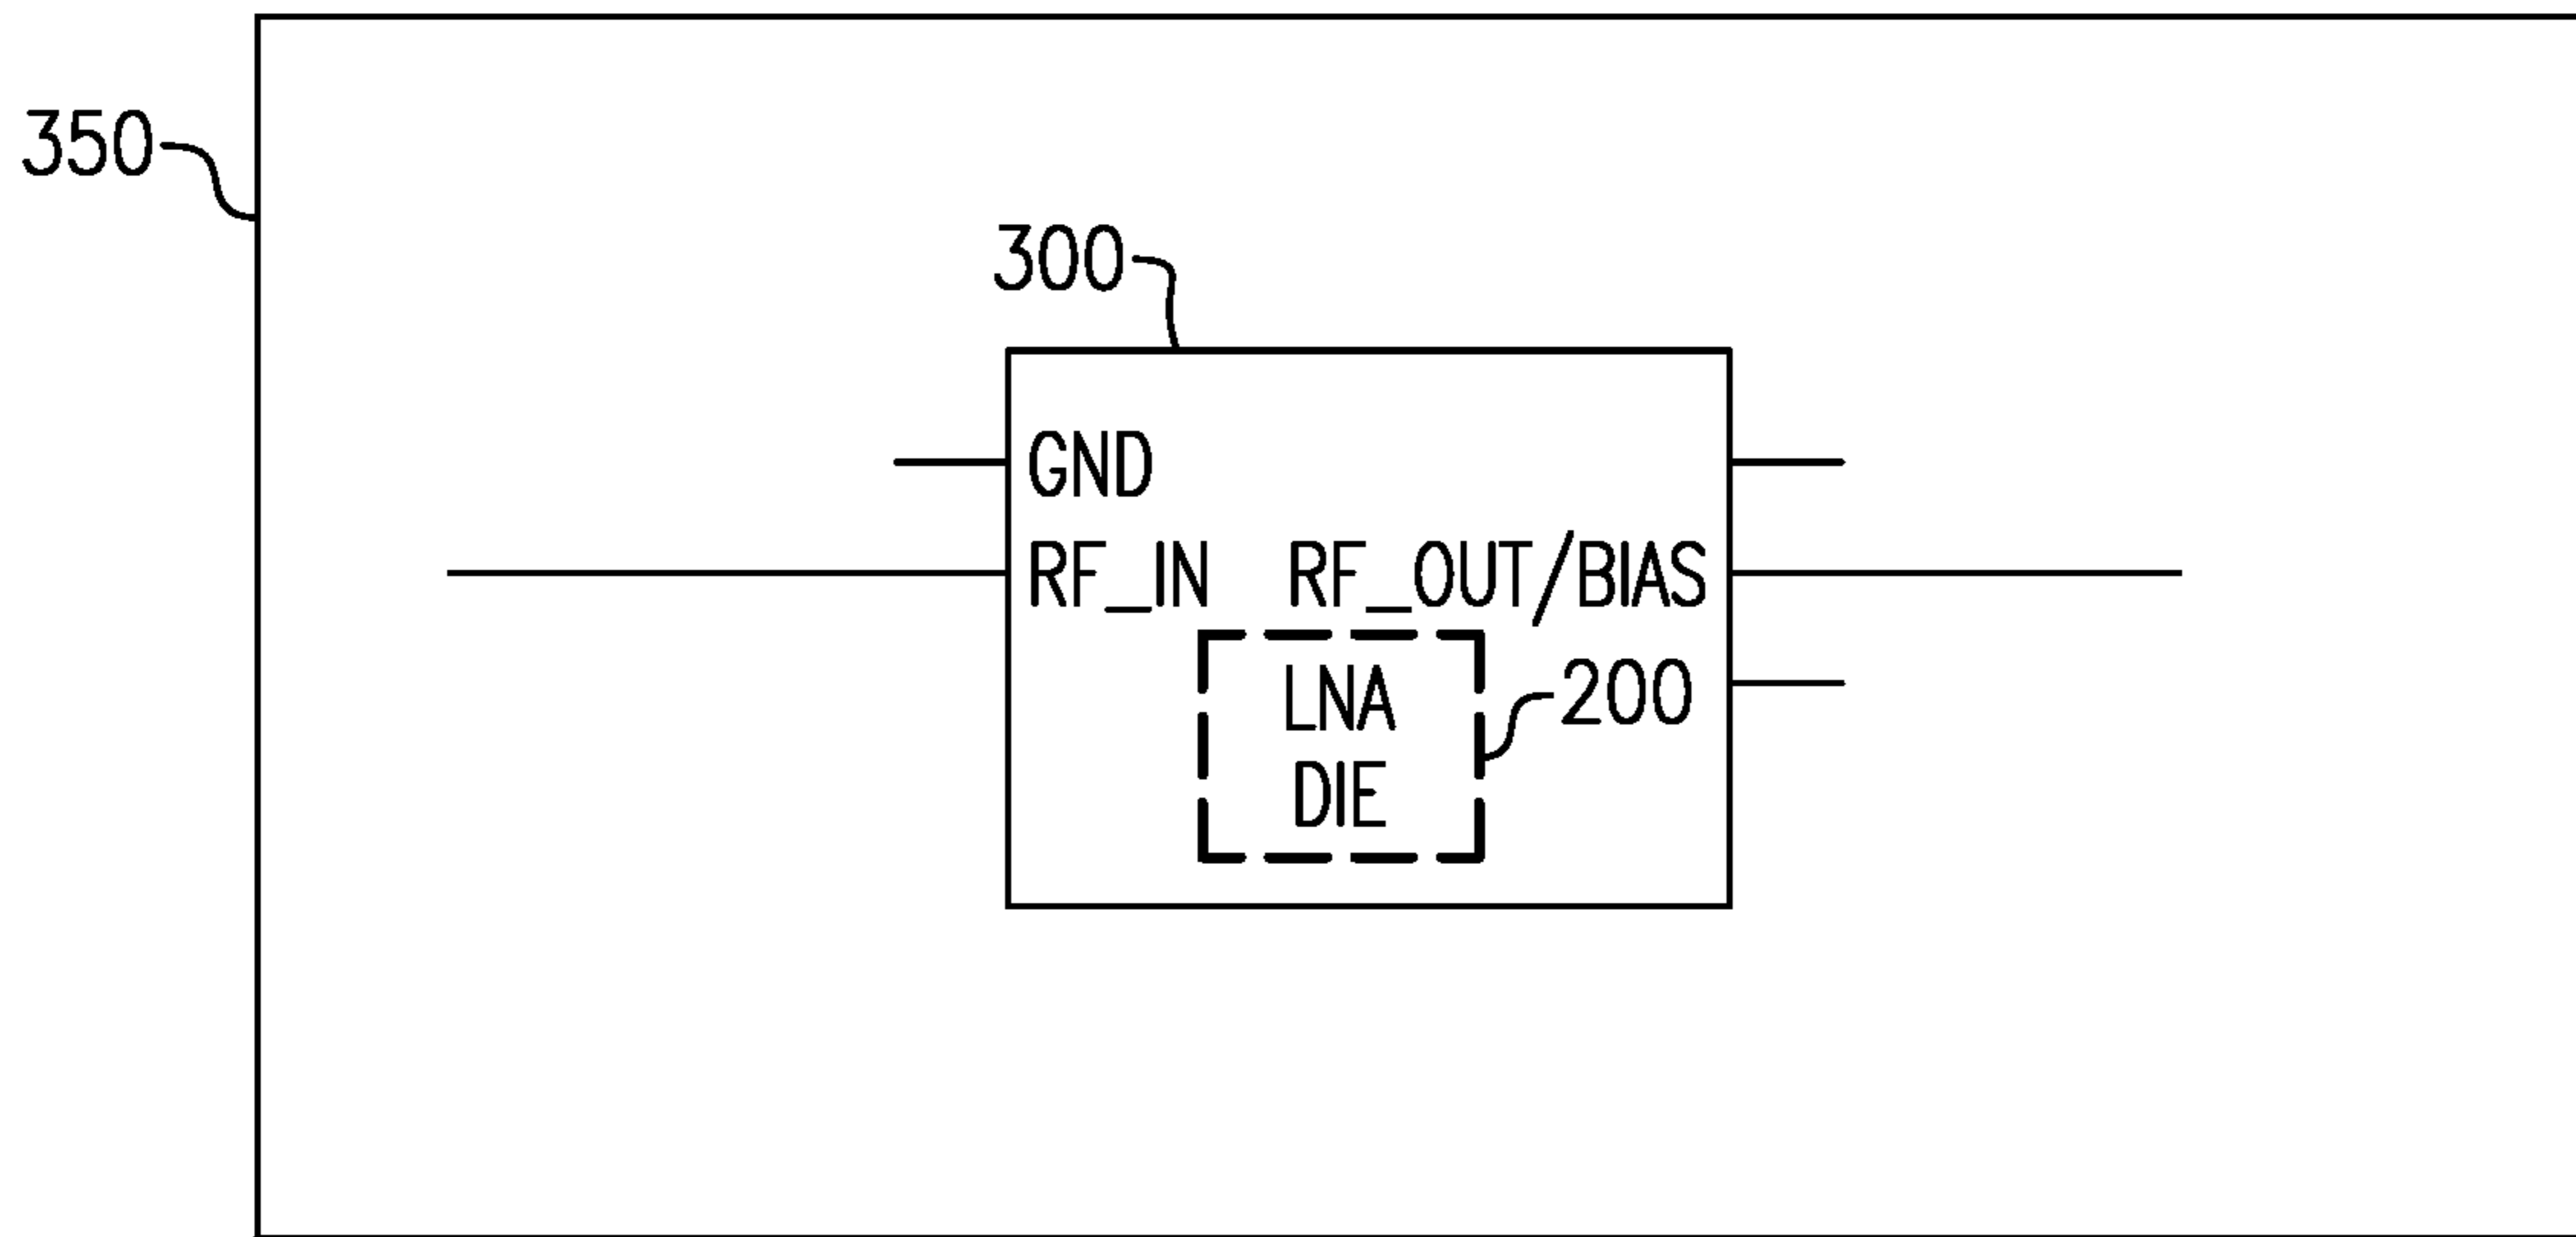 350
300
GND
RF_IN RF_OUT/BIAS
LNA 200
DIE